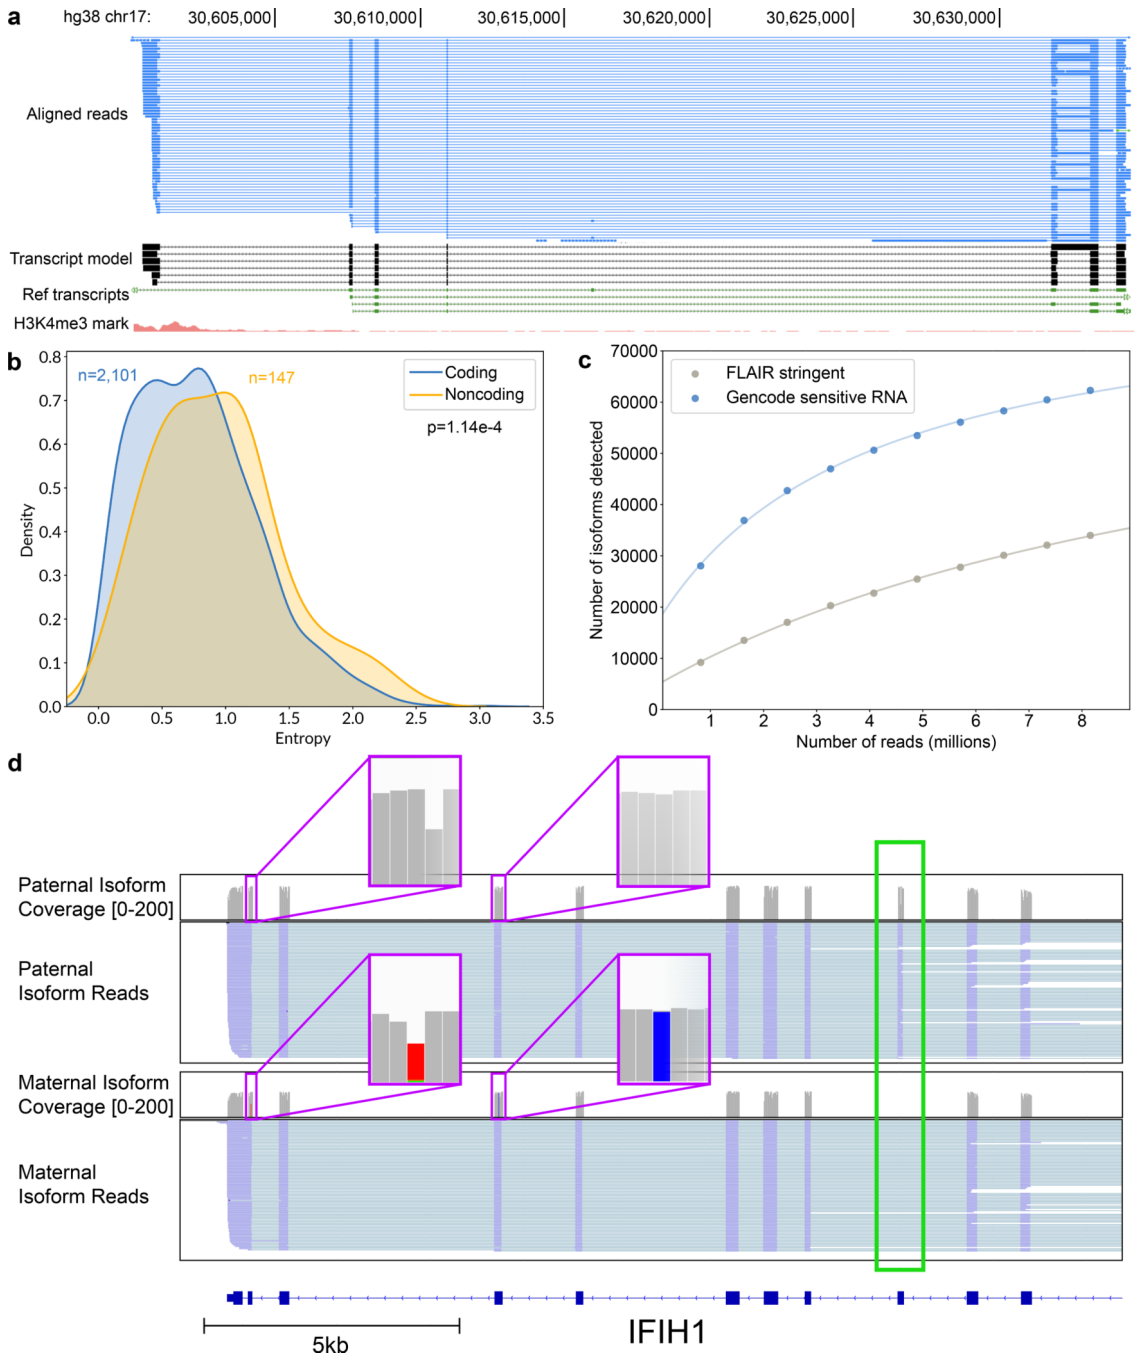 a
hg38 chr17: 30,605,000 30,610,000 30,615,000 30,620,000 30,625,000 30,630,000
Aligned reads
Transcript model
Ref transcripts
H3K4me3 mark
b
n=2,101
n=147
Coding
Noncoding
p=1.14e-4
0.8
0.7
0.6
0.5
0.4
0.3
0.2
0.1
0.0
Density
0.0 0.5 1.0 1.5 2.0 2.5 3.0 3.5
Entropy
c
FLAIR stringent
Gencode sensitive RNA
70000
60000
50000
40000
30000
20000
10000
0
Number of isoforms detected
1 2 3 4 5 6 7 8
Number of reads (millions)
d
Paternal Isoform
Coverage [0-200]
Paternal
Isoform Reads
Maternal Isoform
Coverage [0-200]
Maternal
Isoform Reads
5kb
IFIH1